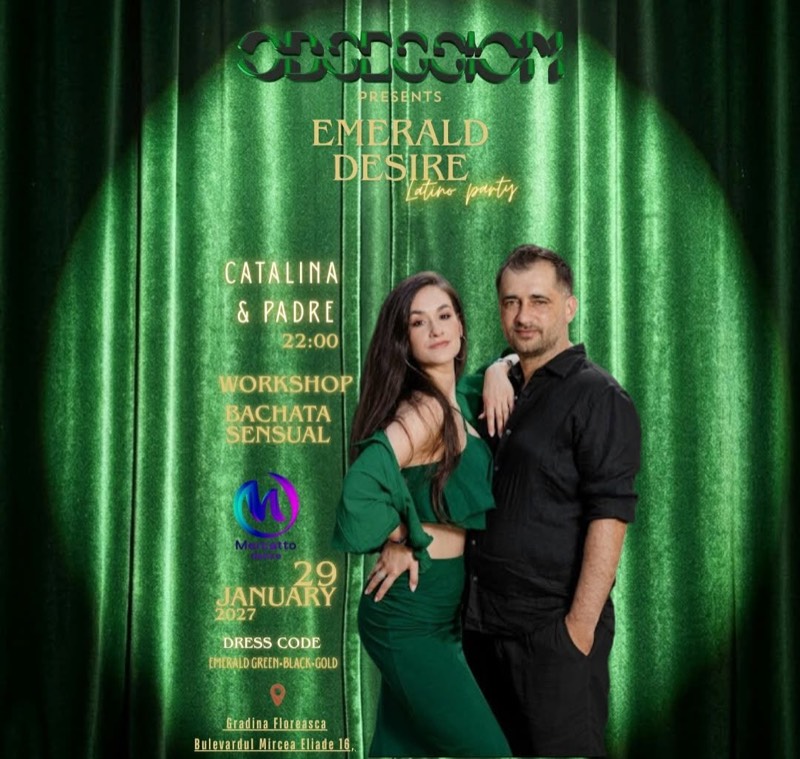 OBSESSION
PRESENTS
EMERALD
DESIRE
Latino party
CATALINA
& PADRE
22:00
WORKSHOP
BACHATA
SENSUAL
29
JANUARY
2027
DRESS CODE
EMERALD GREEN•BLACK•GOLD
Gradina Floreasca
Bulevardul Mircea Eliade 16,